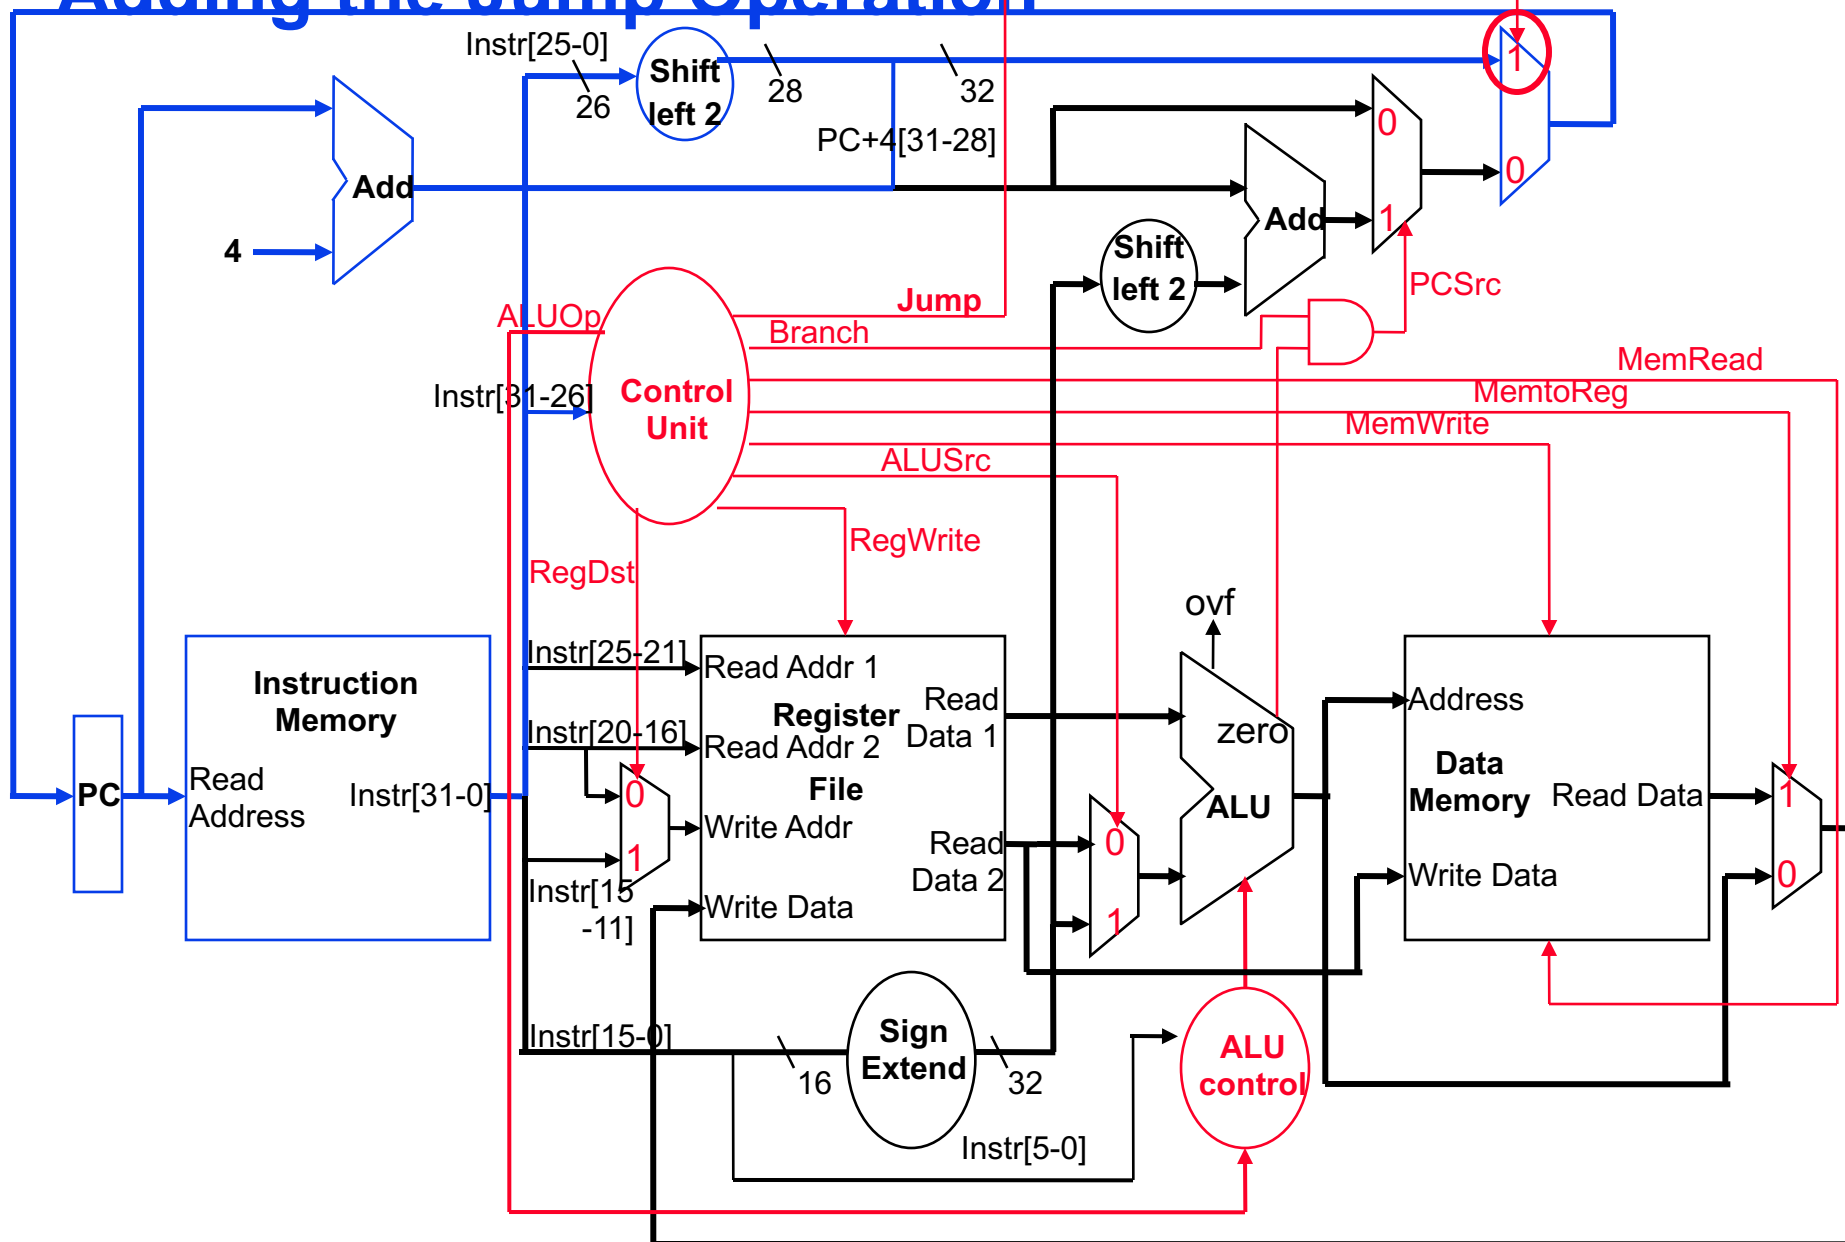 Adding the Jump Operation
Instr[25-0]
26
Shift
left 2
28
32
PC+4[31-28]
1
0
0
1
Add
4
Add
Shift
left 2
PCSrc
ALUOp
Jump
Branch
MemRead
Instr[31-26]
Control
Unit
MemtoReg
MemWrite
ALUSrc
RegWrite
RegDst
ovf
Instruction
Memory
Read
Address
Instr[31-0]
PC
Instr[25-21]
Read Addr 1
Instr[20-16]
Read Addr 2
Register
File
Read
Data 1
0
1
Write Addr
Instr[15
-11]
Write Data
Read
Data 2
0
1
zero
ALU
Address
Data
Memory
Read Data
Write Data
1
0
Instr[15-0]
16
Sign
Extend
32
ALU
control
Instr[5-0]